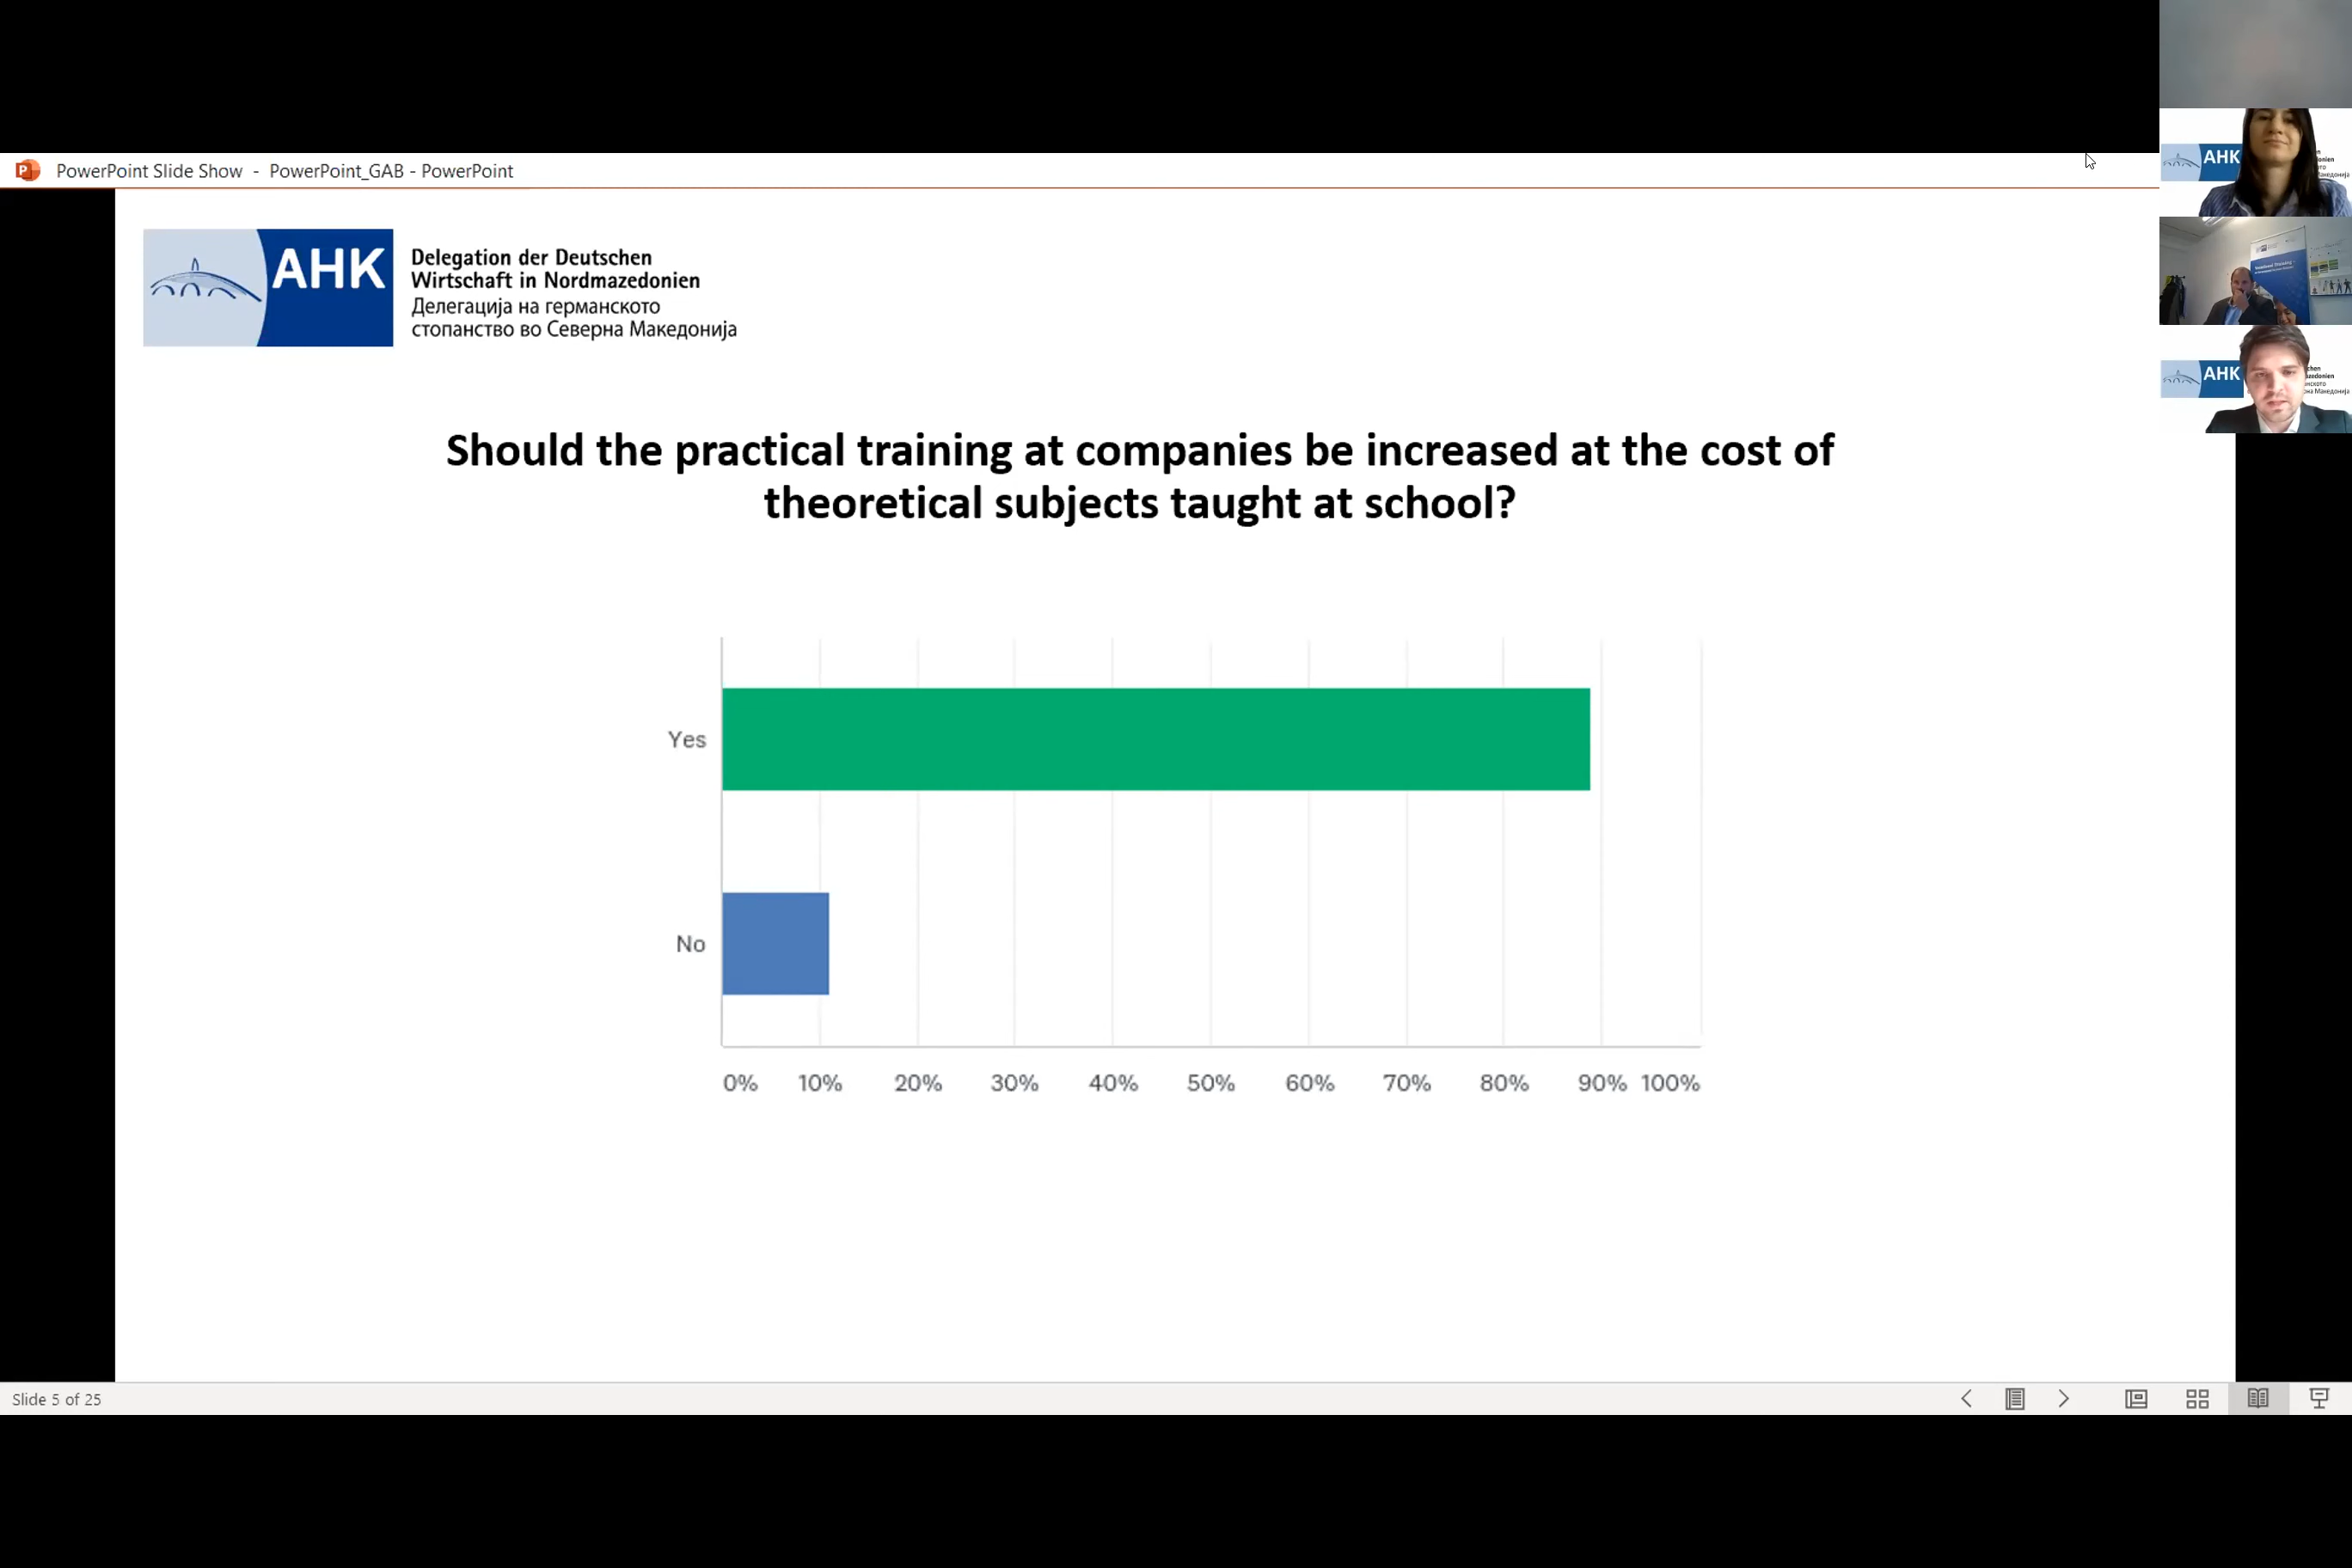 PowerPoint Slide Show - PowerPoint_GAB - PowerPoint
AHK
Delegation der Deutschen
Wirtschaft in Nordmazedonien
Делегација на германското
стопанство во Северна Македонија
Should the practical training at companies be increased at the cost of
theoretical subjects taught at school?
Yes
No
0% 10% 20% 30% 40% 50% 60% 70% 80% 90% 100%
Slide 5 of 25
AHK
AHK